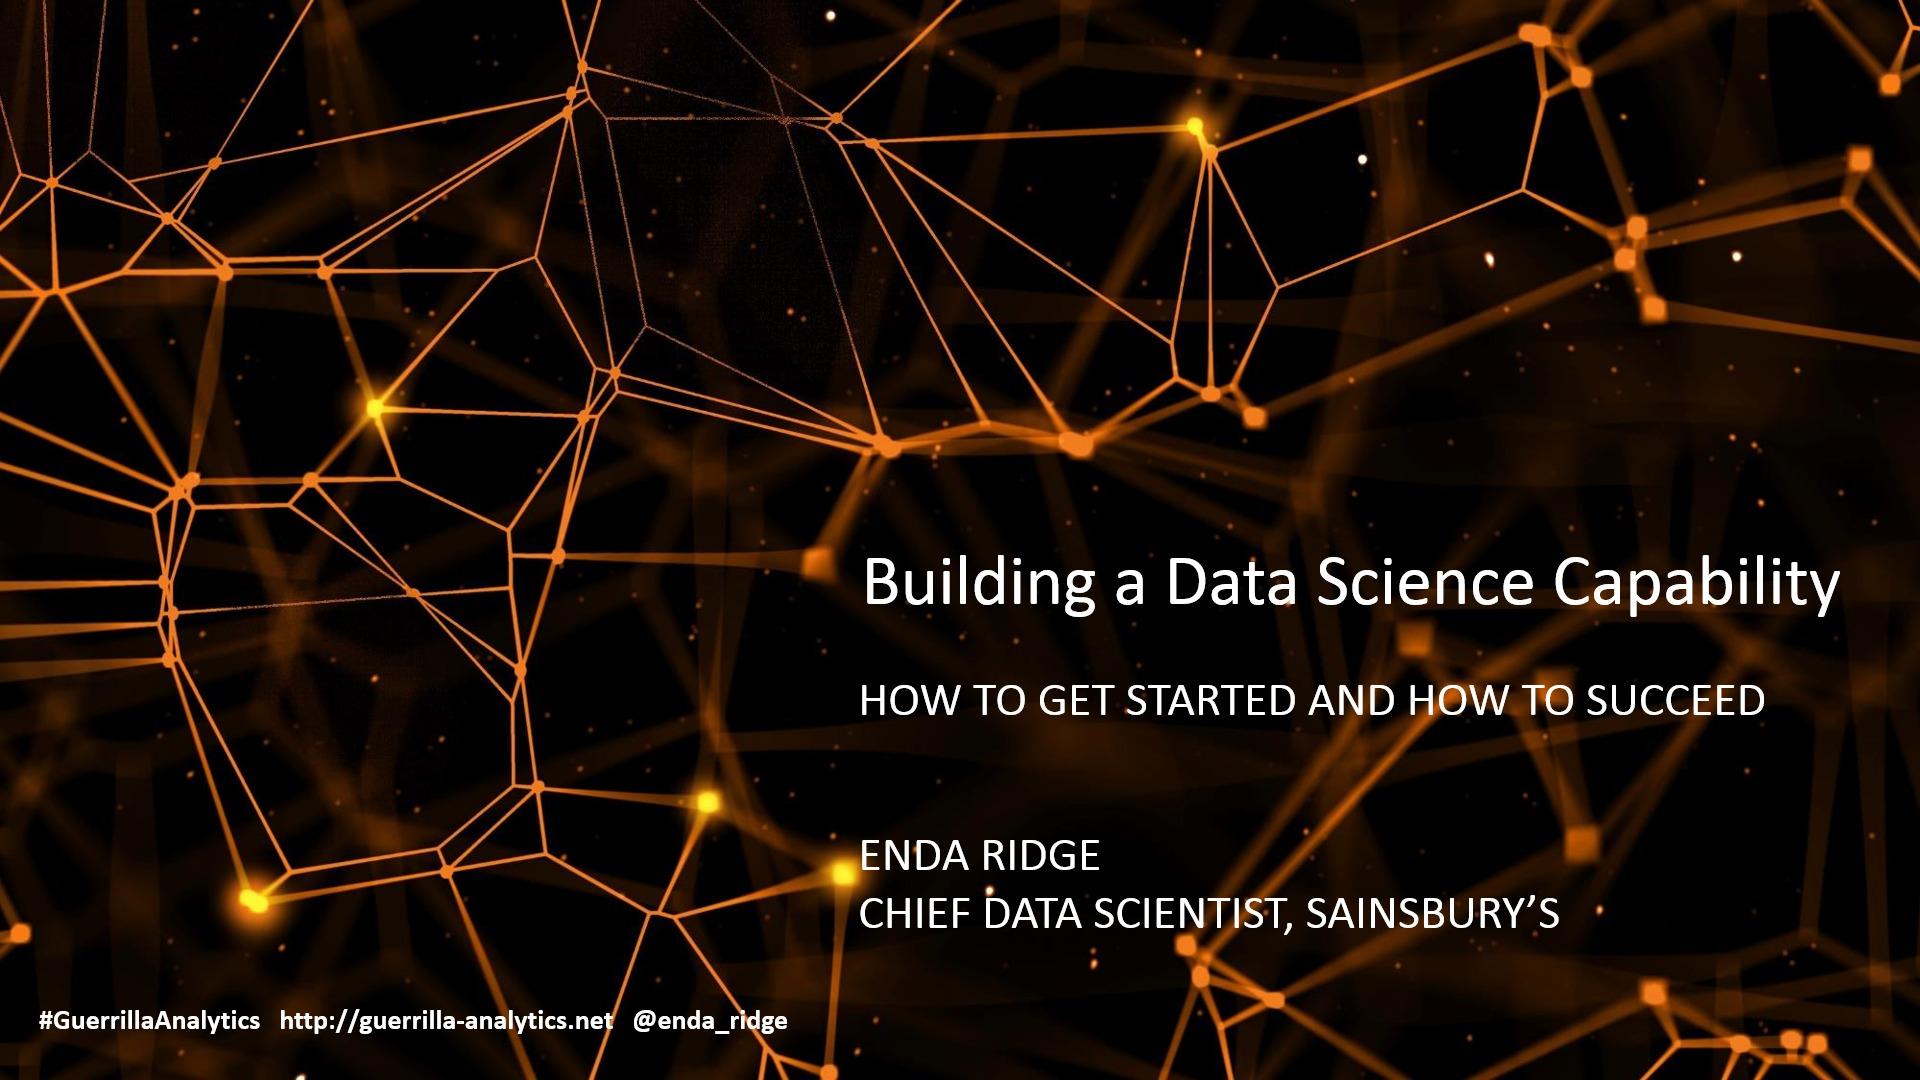 Building a Data Science Capability
HOW TO GET STARTED AND HOW TO SUCCEED
ENDA RIDGE
CHIEF DATA SCIENTIST, SAINSBURY’S
#GuerrillaAnalytics http://guerrilla-analytics.net @enda_ridge